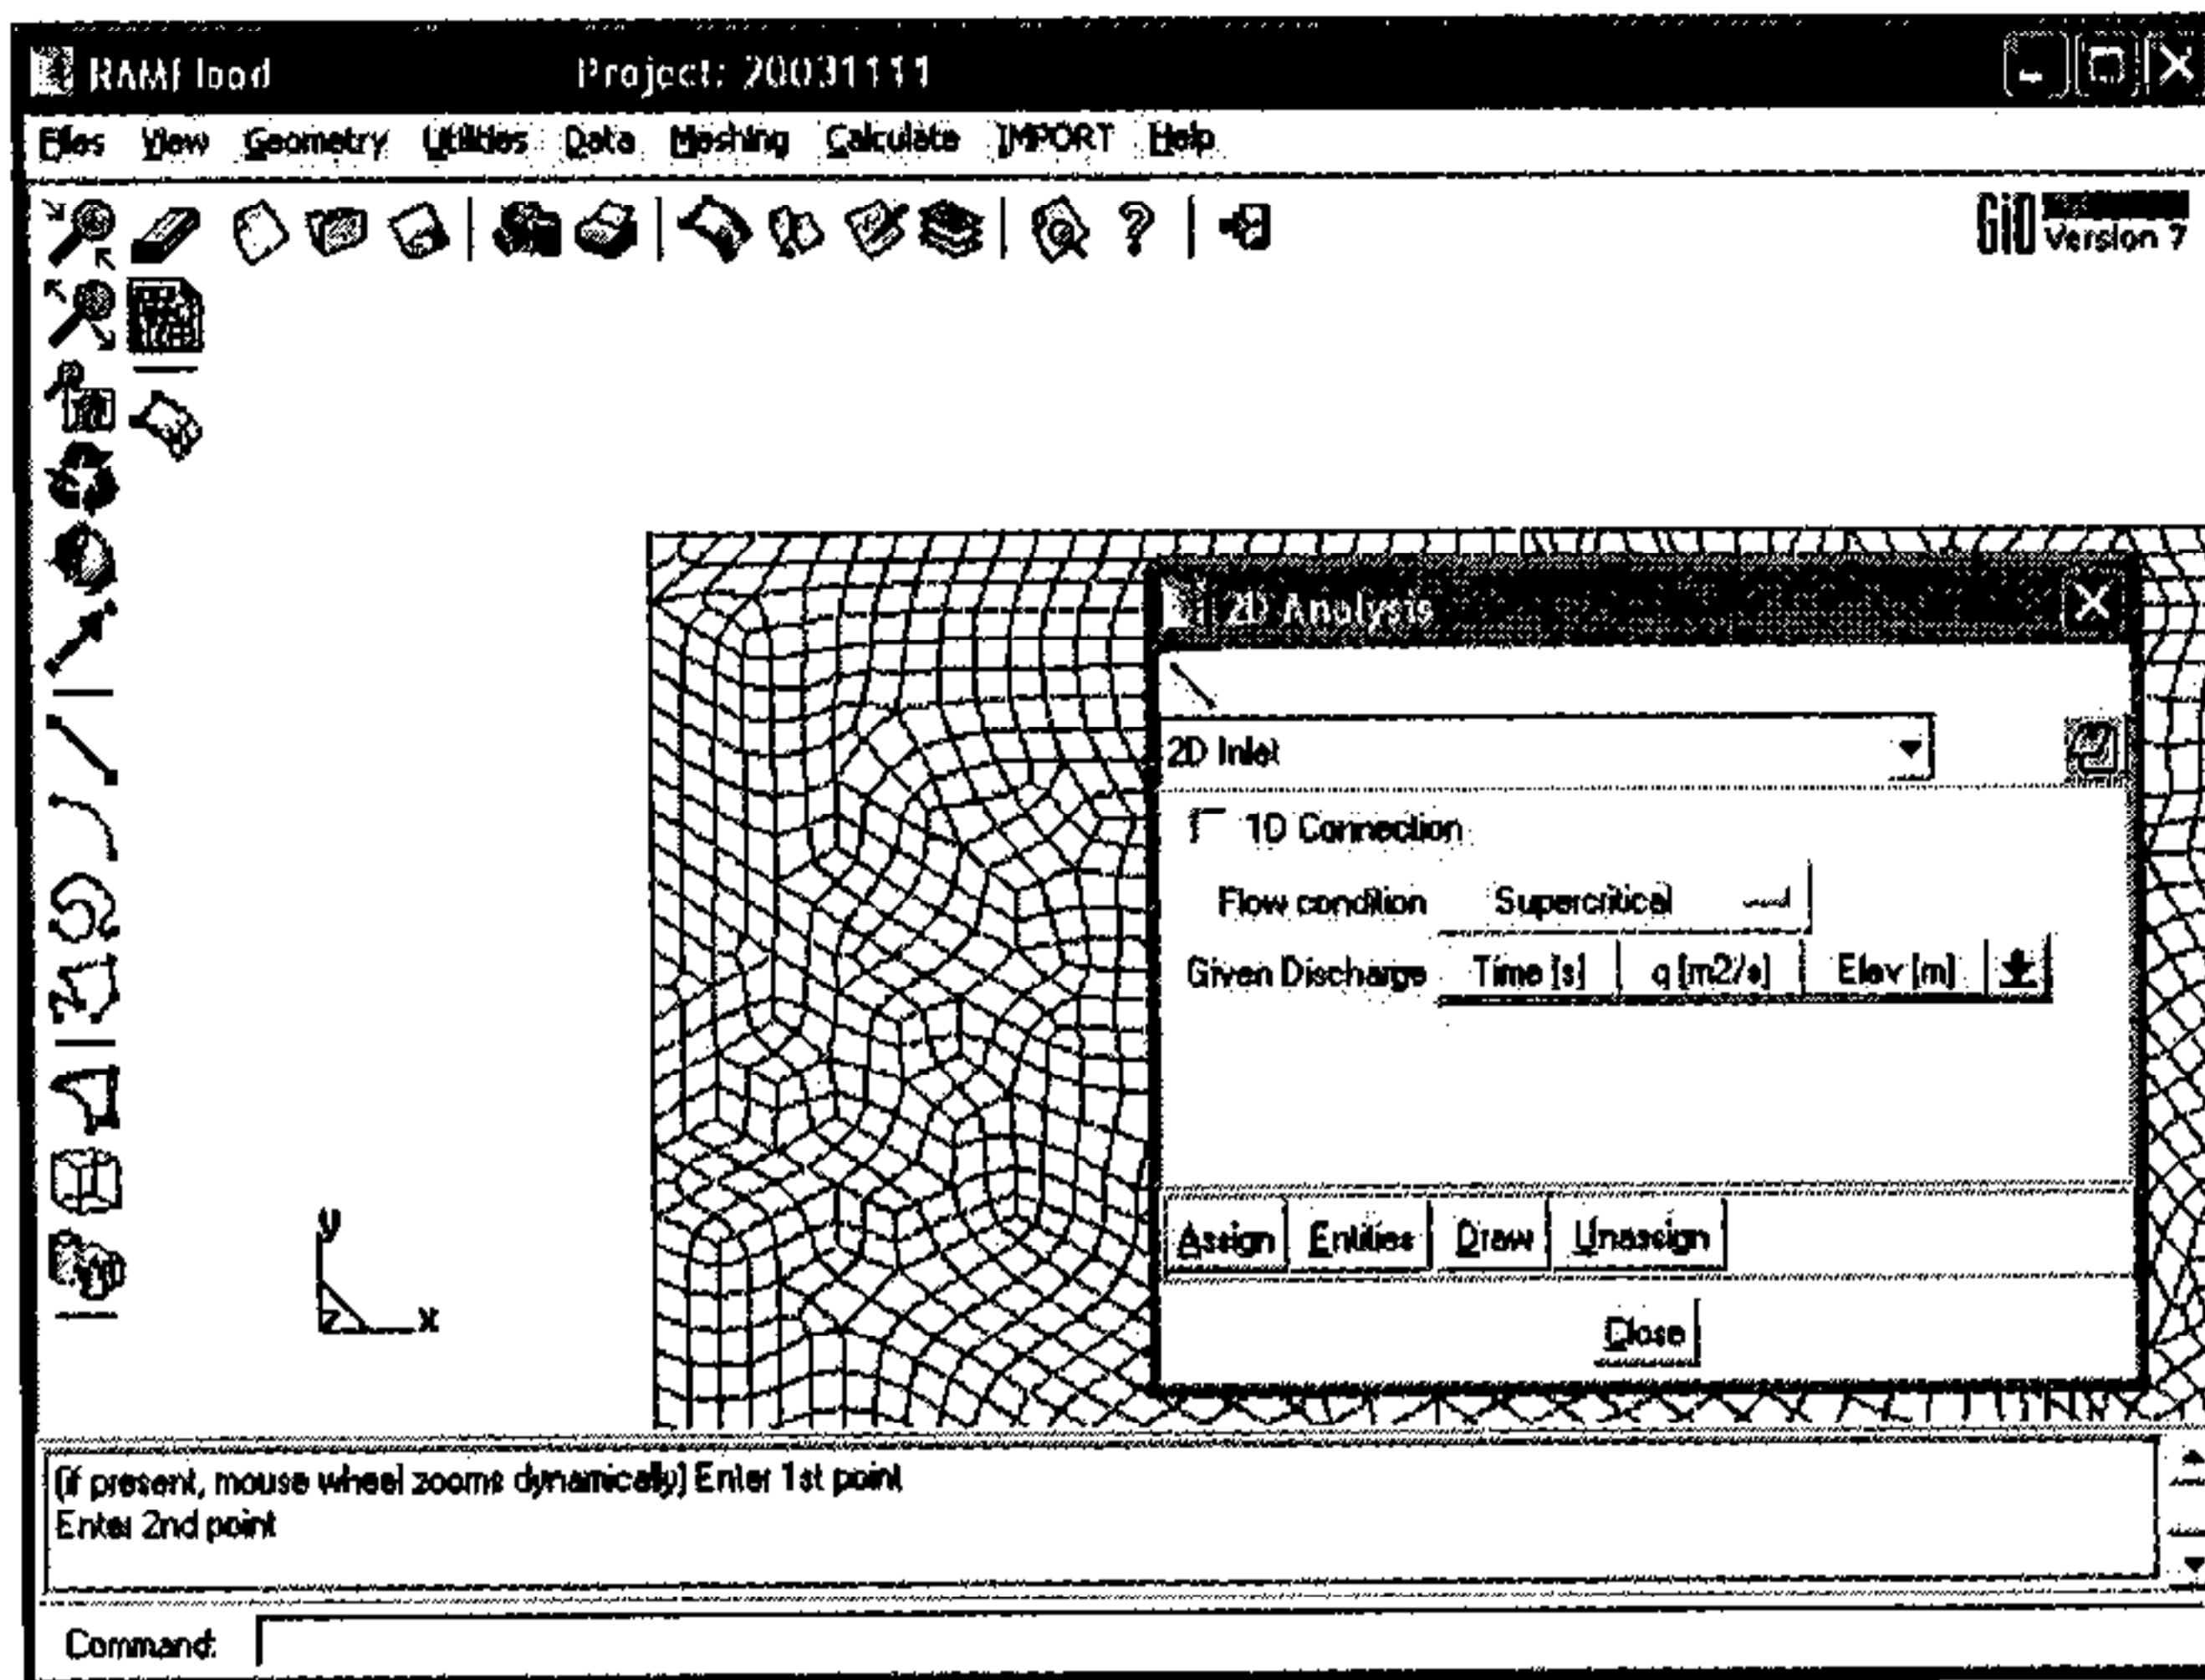 RAMFlood Project: 20031111
Files View Geometry Utilities Data Meshing Calculate IMPORT Help
GiD Version 7
2D Analysis
2D Inlet
1D Connection
Flow condition Supercritical
Given Discharge Time [s] q [m2/s] Elev [m]
Assign Entities Draw Unassign
Close
y
z x
(if present, mouse wheel zooms dynamically) Enter 1st point
Enter 2nd point
Command: